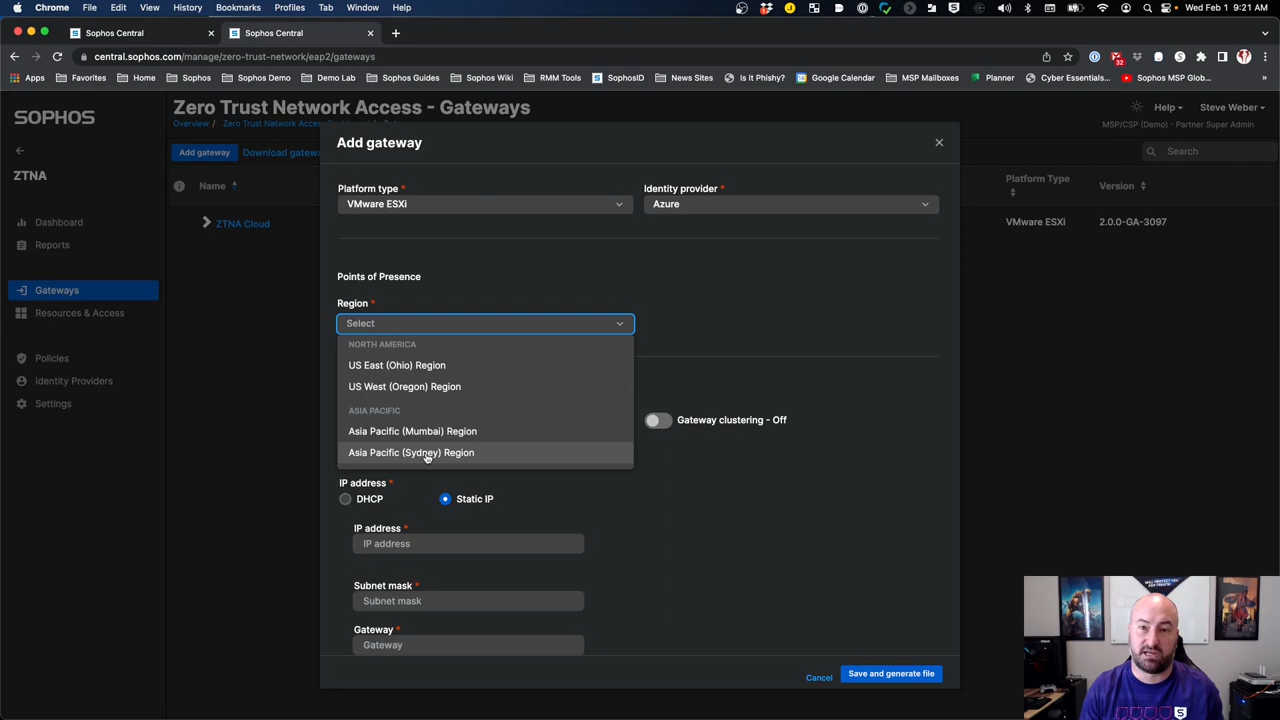 Chrome File Edit View History Bookmarks Profiles Tab Window Help
Wed Feb 1 9:21 AM
Sophos Central
Sophos Central
central.sophos.com/manage/zero-trust-network/eap2/gateways
32
Apps Favorites Home Sophos Sophos Demo Demo Lab Sophos Guides Sophos Wiki RMM Tools SophosID News Sites Is It Phishy? Google Calendar MSP Mailboxes Planner Cyber Essentials... Sophos MSP Glob...
SOPHOS
ZTNA
Dashboard
Reports
Gateways
Resources & Access
Policies
Identity Providers
Settings
Zero Trust Network Access - Gateways
Overview / Zero Trust Network Acces
Help
Steve Weber
MSP/CSP (Demo) - Partner Super Admin
Add gateway
Download gatew
Search
Name
Platform Type
Version
ZTNA Cloud
VMware ESXi
2.0.0-GA-3097
Add gateway
Platform type *
VMware ESXi
Identity provider *
Azure
Points of Presence
Region *
Select
NORTH AMERICA
US East (Ohio) Region
US West (Oregon) Region
ASIA PACIFIC
Asia Pacific (Mumbai) Region
Asia Pacific (Sydney) Region
Gateway clustering - Off
IP address *
DHCP
Static IP
IP address *
IP address
Subnet mask *
Subnet mask
Gateway *
Gateway
Cancel
Save and generate file